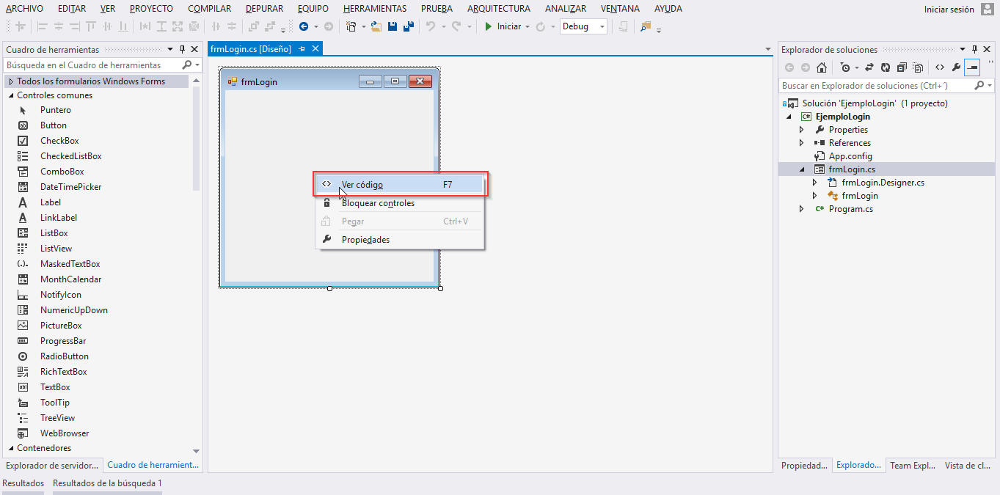 ARCHIVO EDITAR VER PROYECTO COMPILAR DEPURAR EQUIPO HERRAMIENTAS PRUEBA ARQUITECTURA ANALIZAR VENTANA AYUDA Iniciar sesión
Iniciar Debug
Cuadro de herramientas
Búsqueda en el Cuadro de herramientas
Todos los formularios Windows Forms
Controles comunes
Puntero
Button
CheckBox
CheckedListBox
ComboBox
DateTimePicker
Label
LinkLabel
ListBox
ListView
MaskedTextBox
MonthCalendar
NotifyIcon
NumericUpDown
PictureBox
ProgressBar
RadioButton
RichTextBox
TextBox
ToolTip
TreeView
WebBrowser
Contenedores
Explorador de servidor... Cuadro de herramient...
frmLogin.cs [Diseño]
frmLogin
Ver código F7
Bloquear controles
Pegar Ctrl+V
Propiedades
Explorador de soluciones
Buscar en Explorador de soluciones (Ctrl+´)
Solución 'EjemploLogin' (1 proyecto)
EjemploLogin
Properties
References
App.config
frmLogin.cs
frmLogin.Designer.cs
frmLogin
Program.cs
Propiedad... Explorado... Team Expl... Vista de cl...
Resultados Resultados de la búsqueda 1